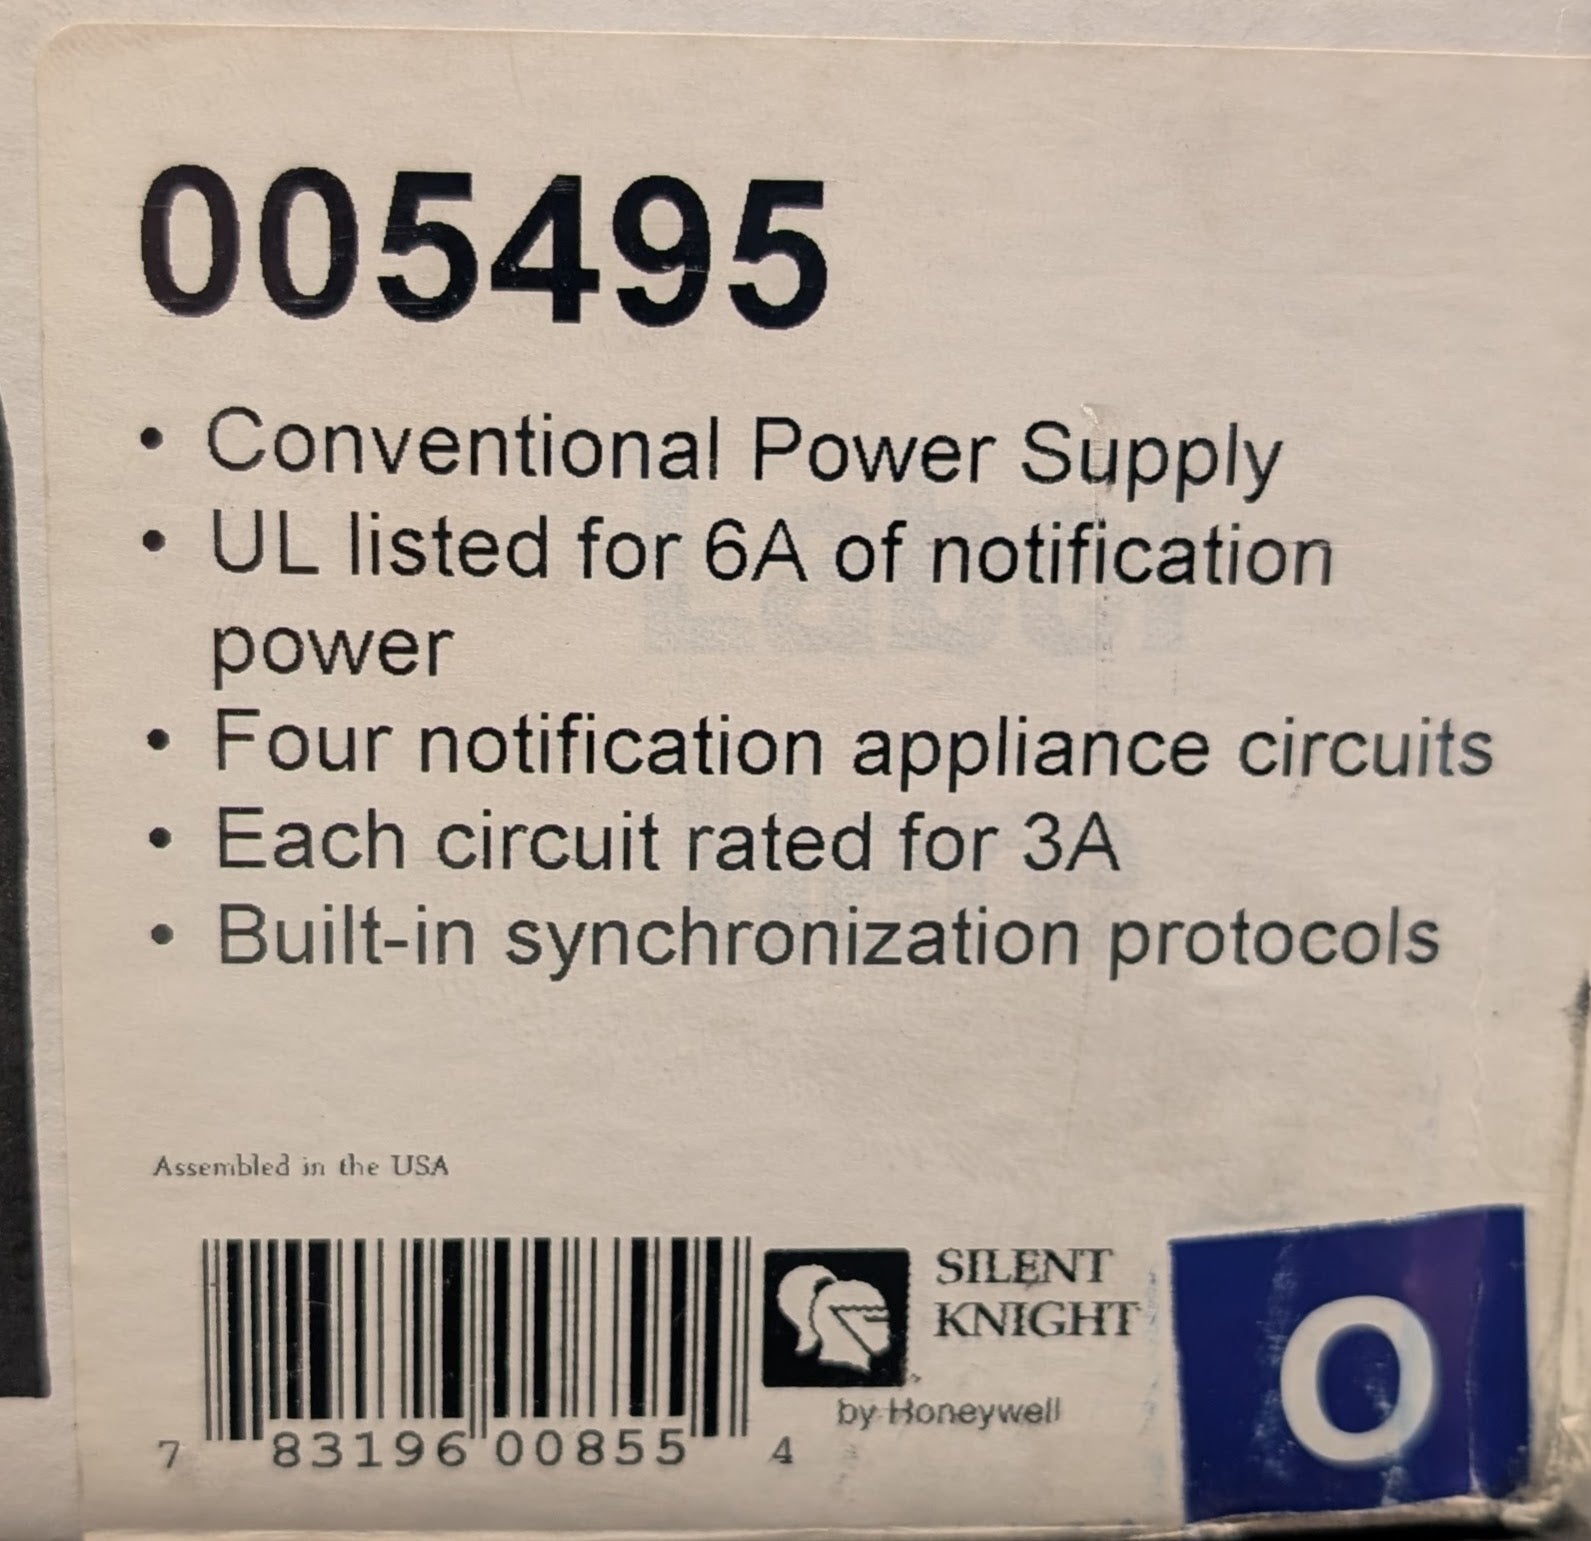 005495
• Conventional Power Supply
• UL listed for 6A of notification
power
• Four notification appliance circuits
• Each circuit rated for 3A
• Built-in synchronization protocols
Assembled in the USA
SILENT
KNIGHT
by Honeywell
O
7 83196 00855 4